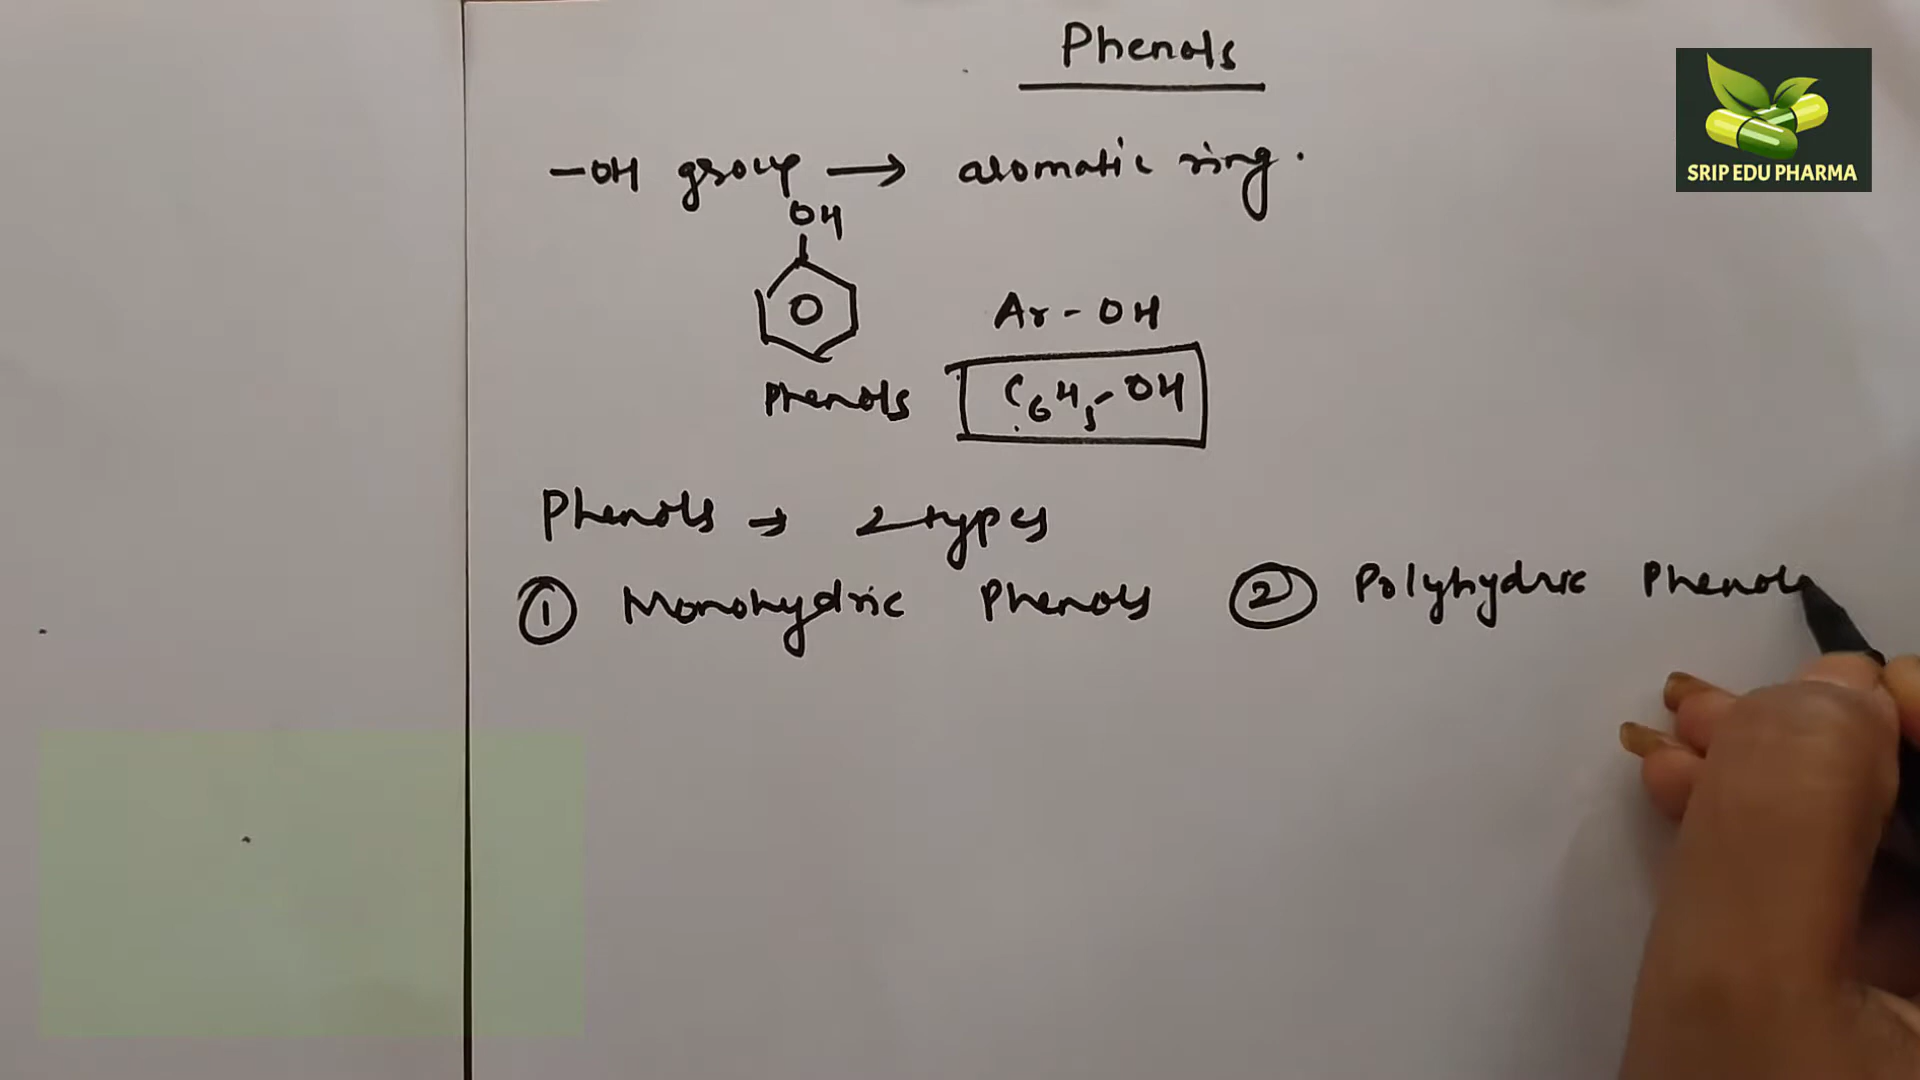 Phenols
SRIP EDU PHARMA
-OH group → aromatic ring.
OH
Ar - OH
Phenols
C6H5-OH
Phenols → 2 types
① Monohydric Phenols ② Polyhydric Phenols